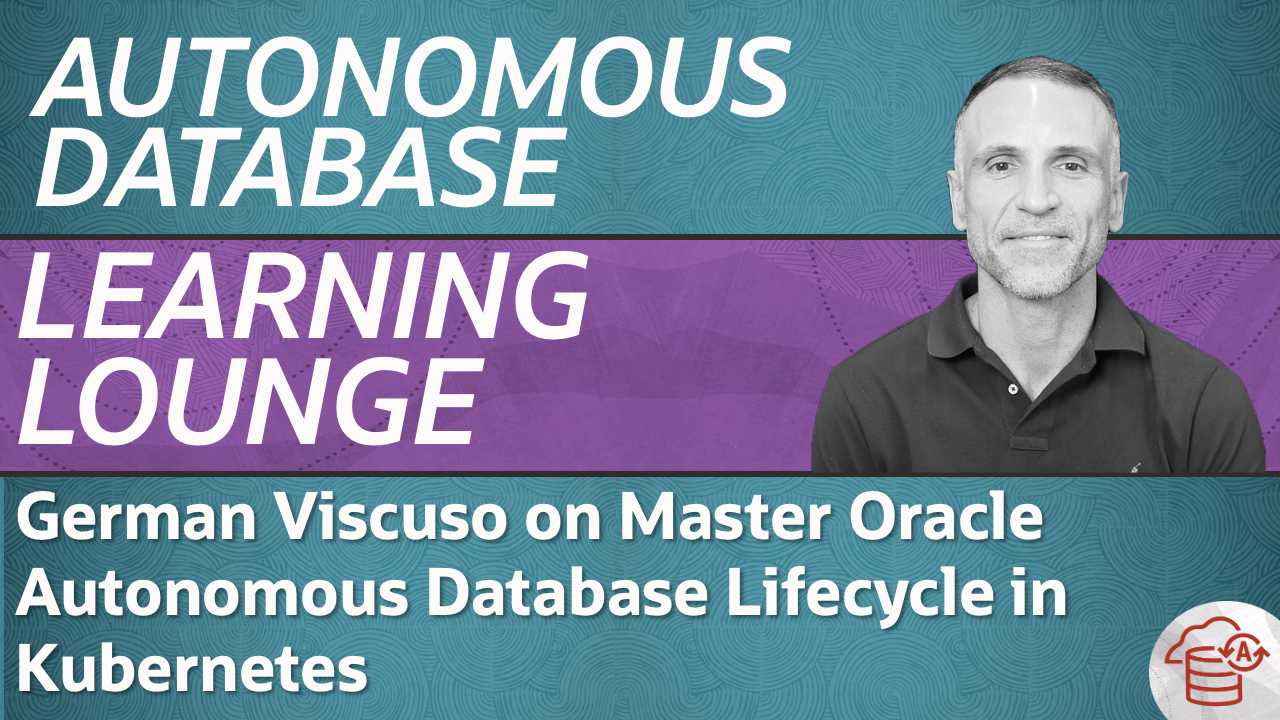 AUTONOMOUS
DATABASE
LEARNING
LOUNGE
German Viscuso on Master Oracle
Autonomous Database Lifecycle in
Kubernetes
A